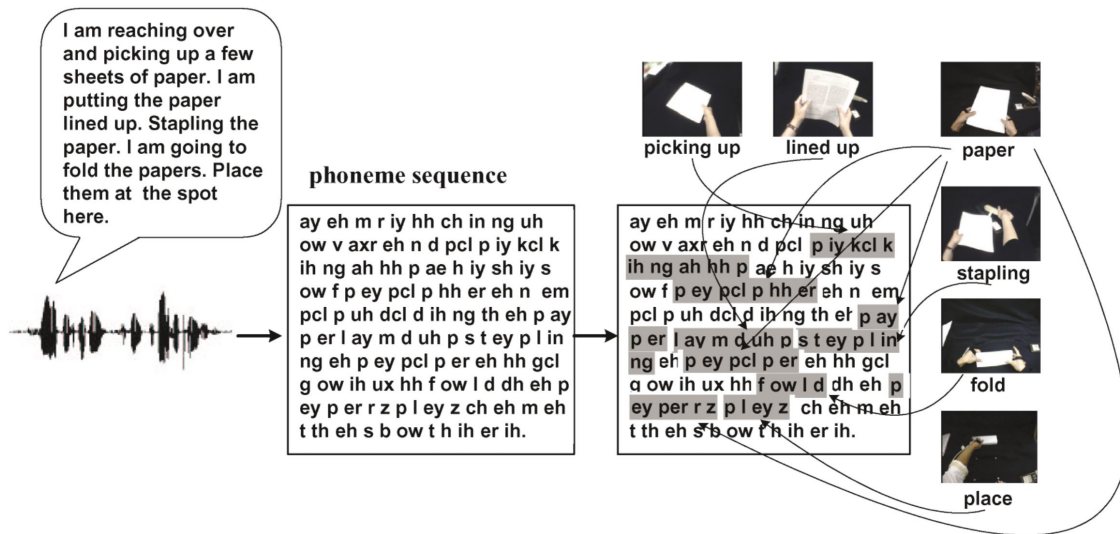 I am reaching over
and picking up a few
sheets of paper. I am
putting the paper
lined up. Stapling the
paper. I am going to
fold the papers. Place
them at the spot
here.
phoneme sequence
ay eh m r iy hh ch in ng uh
ow v axr eh n d pcl p iy kcl k
ih ng ah hh p ae h iy sh iy s
ow f p ey pcl p hh er eh n em
pcl p uh dcl d ih ng th eh p ay
p er l ay m d uh p s t ey p l in
ng eh p ey pcl p er eh hh gcl
g ow ih ux hh f ow l d dh eh p
ey p er r z p l ey z ch eh m eh
t th eh s b ow t h ih er ih.
picking up
lined up
paper
ay eh m r iy hh ch in ng uh
ow v axr eh n d pcl p iy kcl k
ih ng ah hh p ae h iy sh iy s
ow f p ey pcl p hh er eh n em
pcl p uh dcl d ih ng th eh p ay
p er l ay m d uh p s t ey p l in
ng eh p ey pcl p er eh hh gcl
g ow ih ux hh f ow l d dh eh p
ey per r z p l ey z ch eh m eh
t th eh s b ow t h ih er ih.
stapling
fold
place